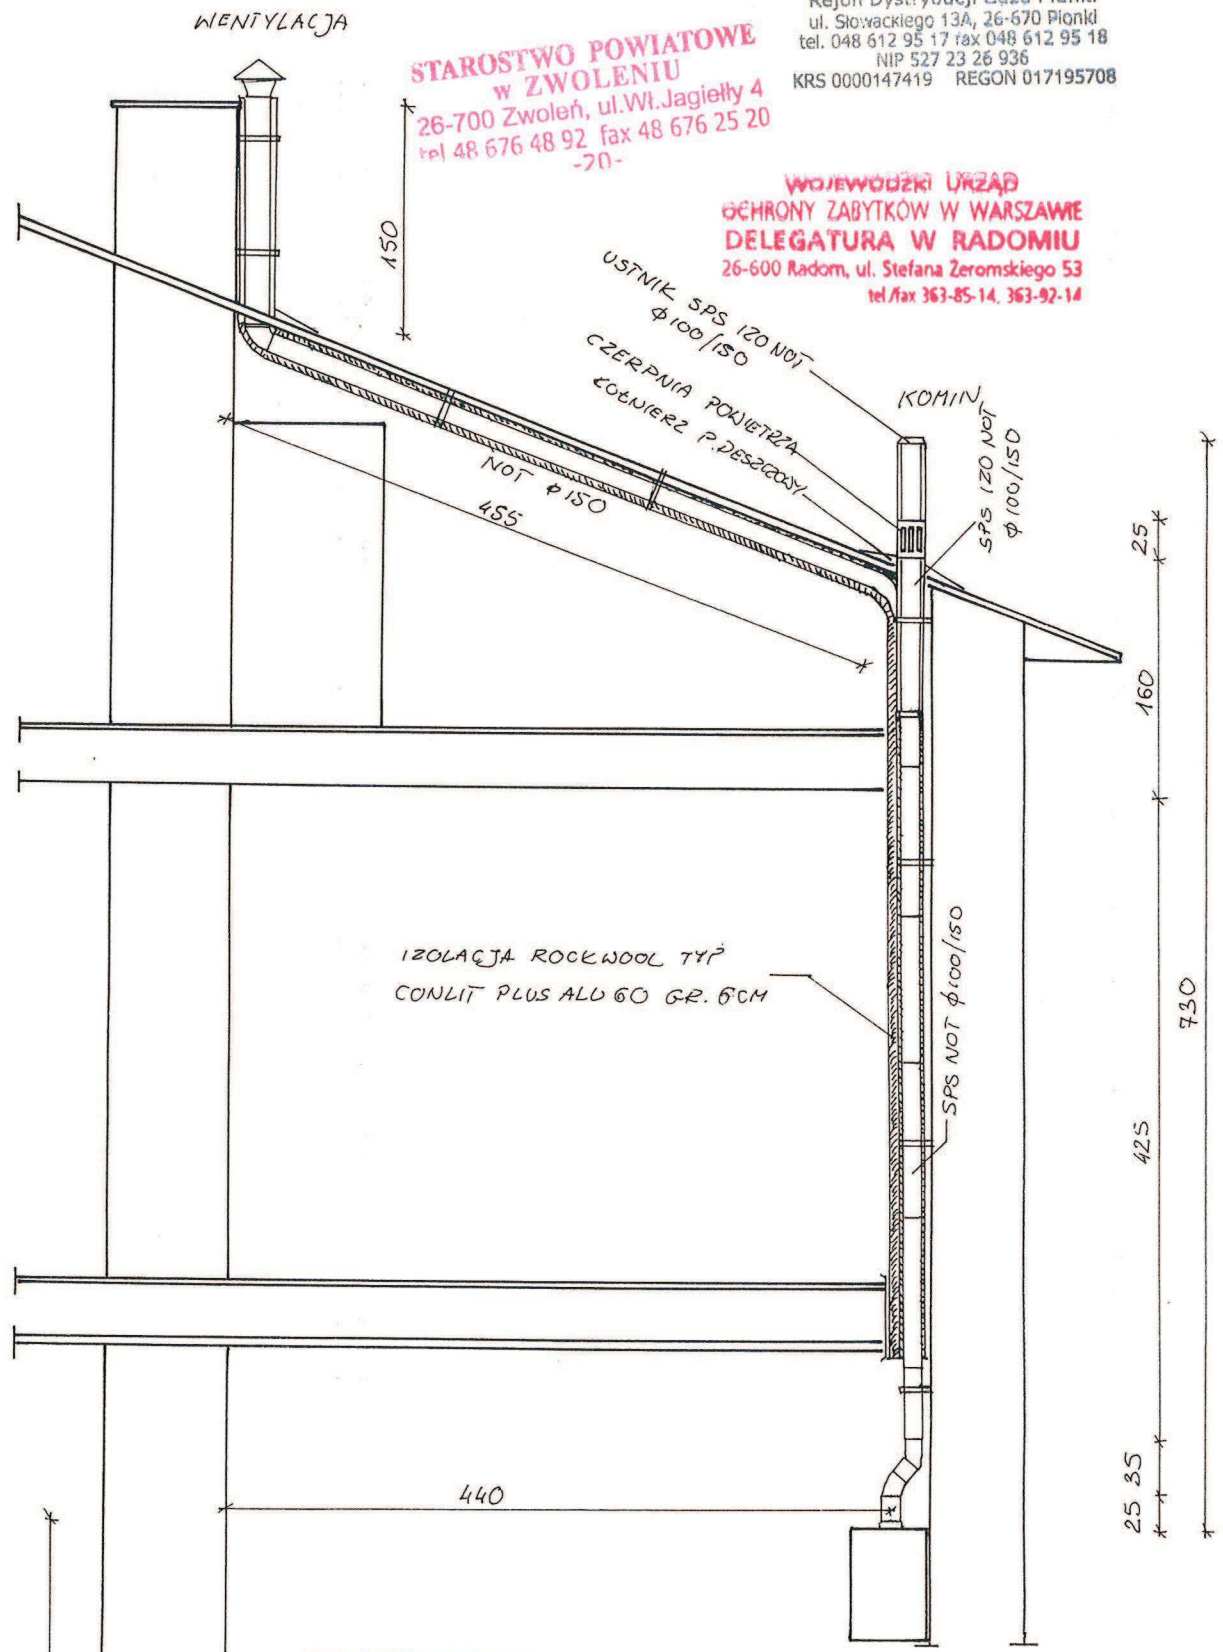 WENTYLACJA
STAROSTWO POWIATOWE
w ZWOLENIU
26-700 Zwoleń, ul.Wł.Jagiełły 4
tel 48 676 48 92 fax 48 676 25 20
-20-
Rejon Dystrybucji Gazu Pionki
ul. Słowackiego 13A, 26-670 Pionki
tel. 048 612 95 17 fax 048 612 95 18
NIP 527 23 26 936
KRS 0000147419 REGON 017195708
WOJEWÓDZKI URZĄD
OCHRONY ZABYTKÓW W WARSZAWIE
DELEGATURA W RADOMIU
26-600 Radom, ul. Stefana Żeromskiego 53
tel/fax 363-85-14, 363-92-14
150
USTNIK SPS IZO NOT
Φ100/150
CZERPNIA POWIETRZA
KOŁNIERZ P.DESZCZOWY
KOMIN
SPS IZO NOT
Φ100/150
NOT Φ150
455
25
160
425
730
35
25
IZOLACJA ROCKWOOL TYP
CONLIT PLUS ALU 60 GR. 6CM
SPS NOT Φ100/150
440